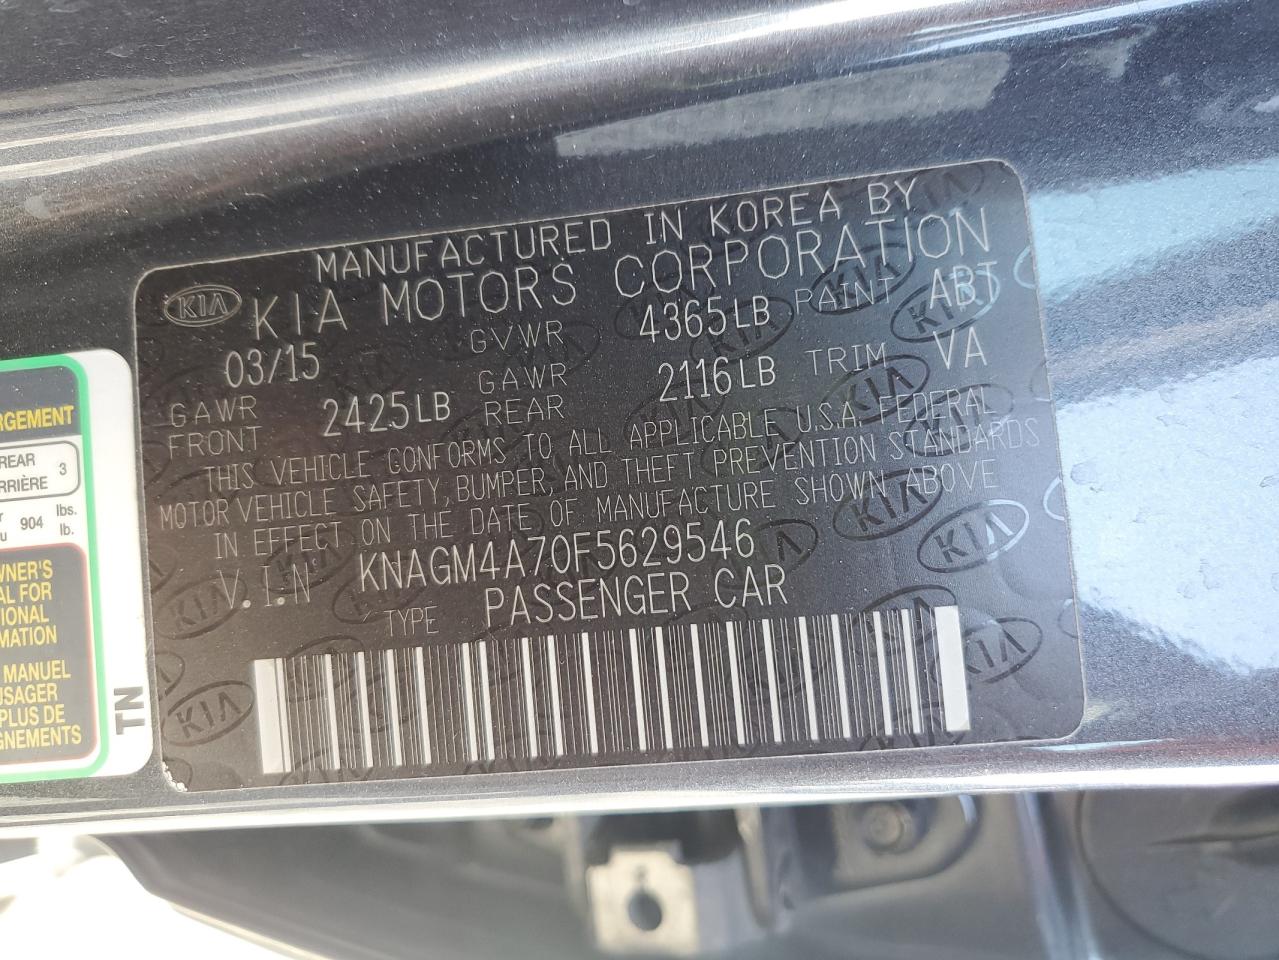 MANUFACTURED IN KOREA BY
KIA KIA MOTORS CORPORATION
03/15 GVWR 4365LB PAINT ABT
GAWR FRONT 2425LB GAWR REAR 2116LB TRIM VA
THIS VEHICLE CONFORMS TO ALL APPLICABLE U.S.A. FEDERAL
MOTOR VEHICLE SAFETY, BUMPER, AND THEFT PREVENTION STANDARDS
IN EFFECT ON THE DATE OF MANUFACTURE SHOWN ABOVE
V.I.N KNAGM4A70F5629546
TYPE PASSENGER CAR
RGEMENT
REAR 3
RRIÈRE
904 lbs.
lb.
WNER'S
AL FOR
TIONAL
MATION
MANUEL
USAGER
PLUS DE
GNEMENTS
TN